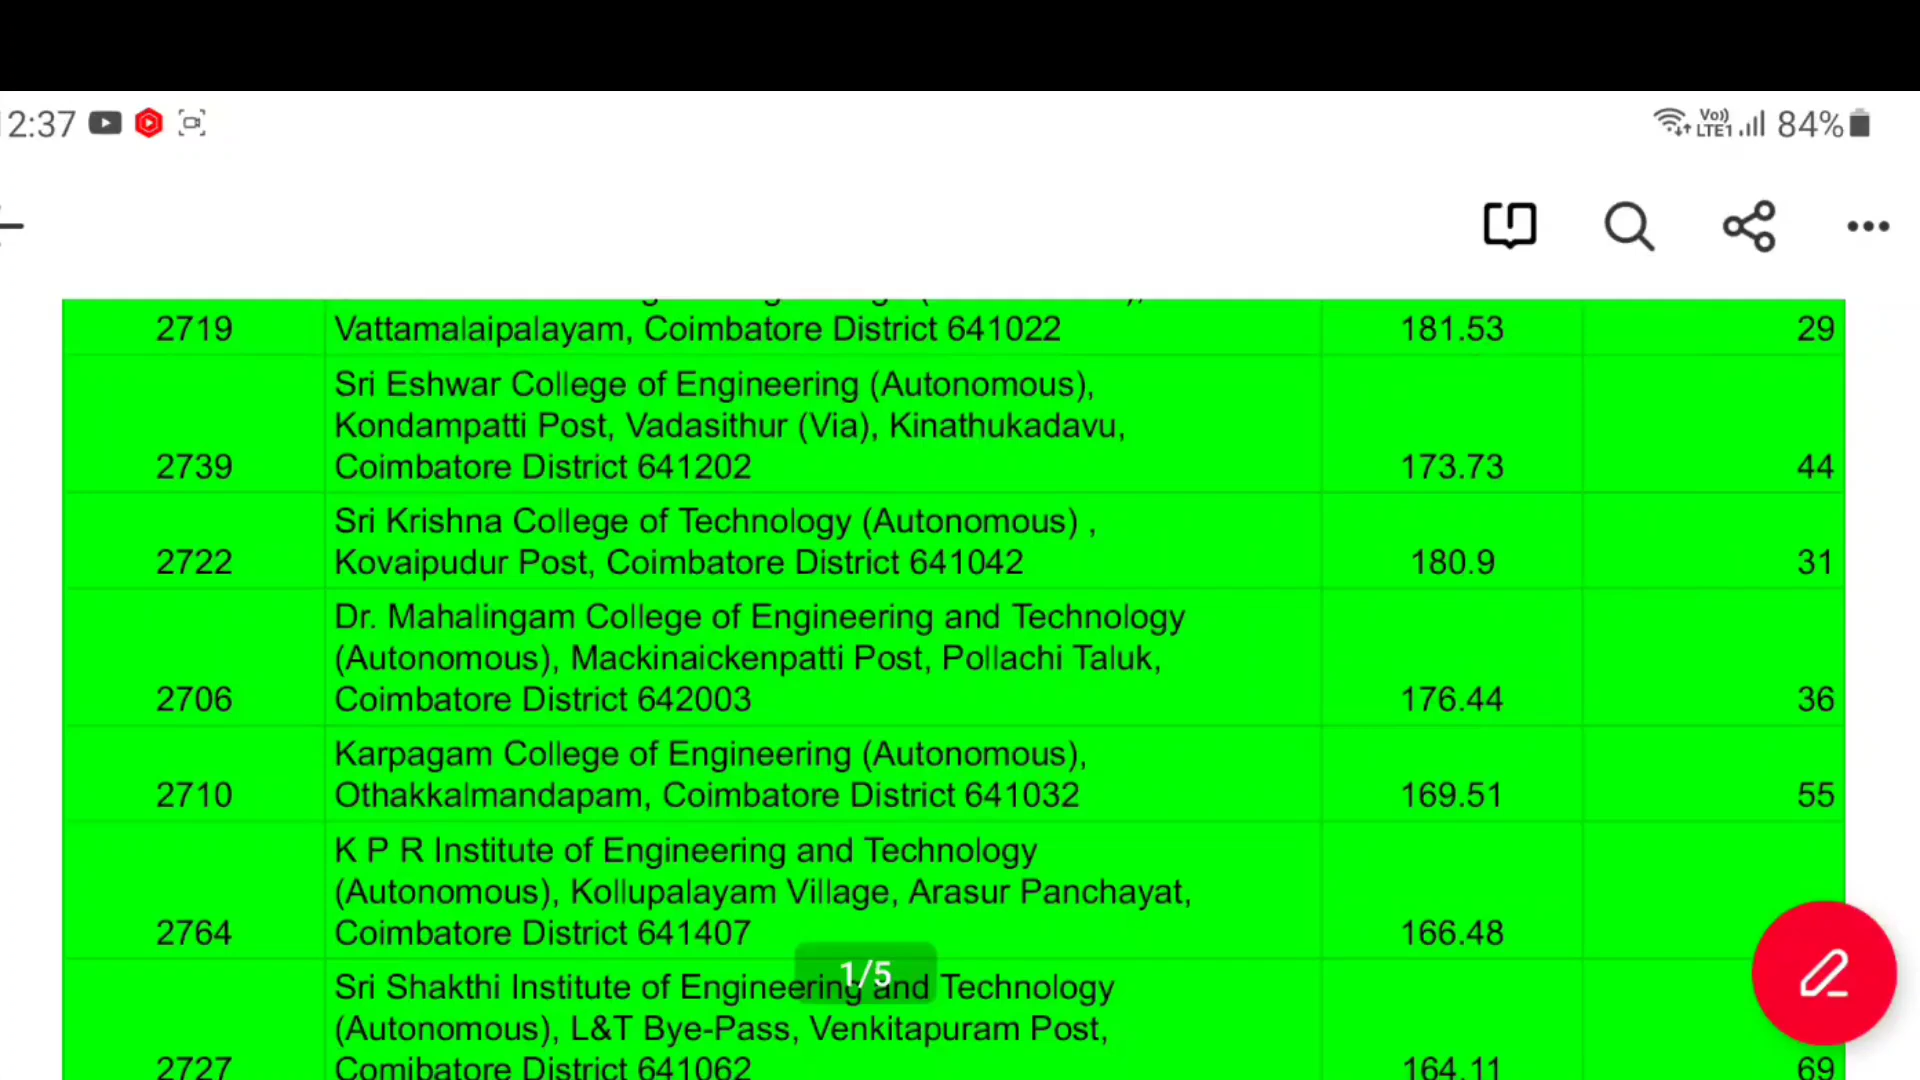 2:37
Vo))
LTE1
84%
2719 Vattamalaipalayam, Coimbatore District 641022 181.53 29
Sri Eshwar College of Engineering (Autonomous),
Kondampatti Post, Vadasithur (Via), Kinathukadavu,
2739 Coimbatore District 641202 173.73 44
Sri Krishna College of Technology (Autonomous) ,
2722 Kovaipudur Post, Coimbatore District 641042 180.9 31
Dr. Mahalingam College of Engineering and Technology
(Autonomous), Mackinaickenpatti Post, Pollachi Taluk,
2706 Coimbatore District 642003 176.44 36
Karpagam College of Engineering (Autonomous),
2710 Othakkalmandapam, Coimbatore District 641032 169.51 55
K P R Institute of Engineering and Technology
(Autonomous), Kollupalayam Village, Arasur Panchayat,
2764 Coimbatore District 641407 166.48
1/5
Sri Shakthi Institute of Engineering and Technology
(Autonomous), L&T Bye-Pass, Venkitapuram Post,
2727 Comibatore District 641062 164.11 69